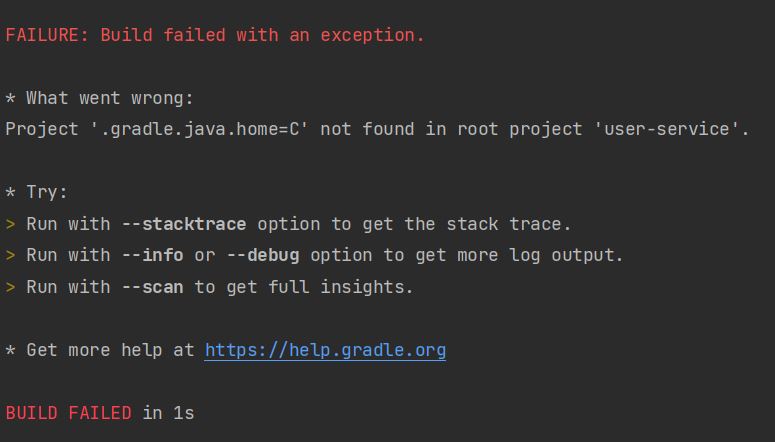 FAILURE: Build failed with an exception.
* What went wrong:
Project '.gradle.java.home=C' not found in root project 'user-service'.
* Try:
> Run with --stacktrace option to get the stack trace.
> Run with --info or --debug option to get more log output.
> Run with --scan to get full insights.
* Get more help at https://help.gradle.org
BUILD FAILED in 1s